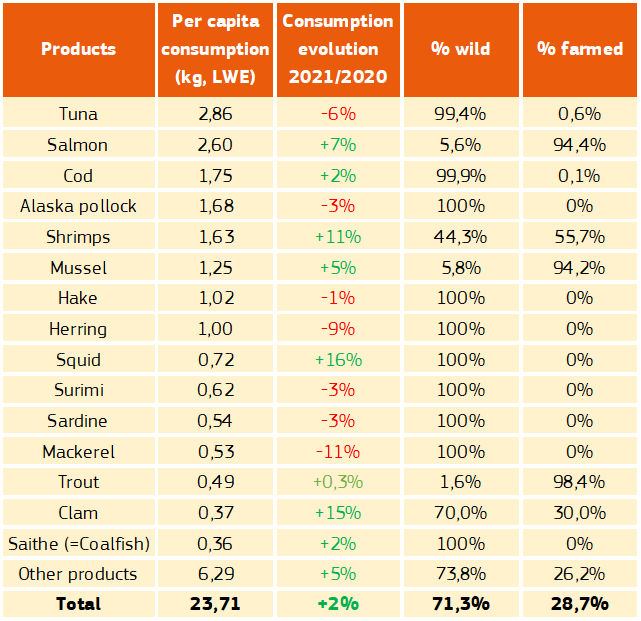 Products Per capita consumption (kg, LWE) Consumption evolution 2021/2020 % wild % farmed
Tuna 2,86 -6% 99,4% 0,6%
Salmon 2,60 +7% 5,6% 94,4%
Cod 1,75 +2% 99,9% 0,1%
Alaska pollock 1,68 -3% 100% 0%
Shrimps 1,63 +11% 44,3% 55,7%
Mussel 1,25 +5% 5,8% 94,2%
Hake 1,02 -1% 100% 0%
Herring 1,00 -9% 100% 0%
Squid 0,72 +16% 100% 0%
Surimi 0,62 -3% 100% 0%
Sardine 0,54 -3% 100% 0%
Mackerel 0,53 -11% 100% 0%
Trout 0,49 +0,3% 1,6% 98,4%
Clam 0,37 +15% 70,0% 30,0%
Saithe (=Coalfish) 0,36 +2% 100% 0%
Other products 6,29 +5% 73,8% 26,2%
Total 23,71 +2% 71,3% 28,7%